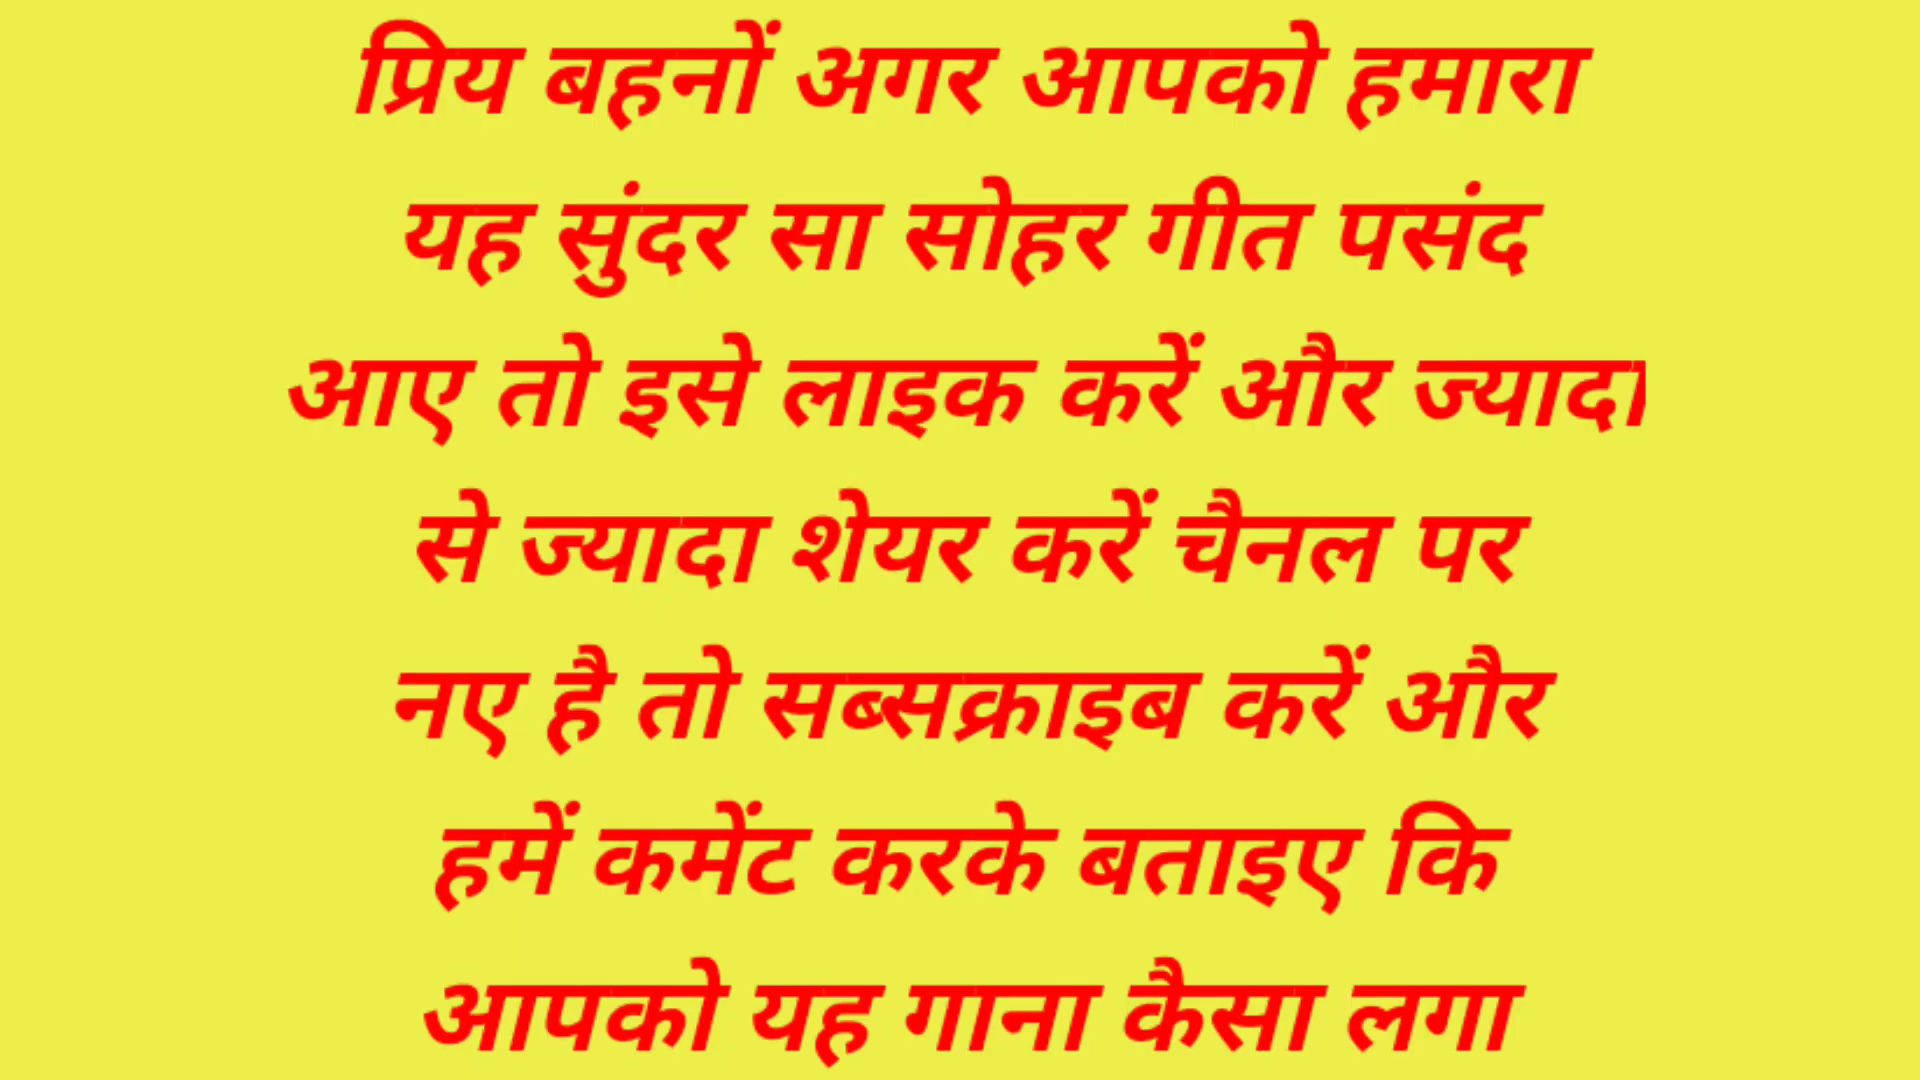 प्रिय बहनों अगर आपको हमारा
यह सुंदर सा सोहर गीत पसंद
आए तो इसे लाइक करें और ज्यादा
से ज्यादा शेयर करें चैनल पर
नए है तो सब्सक्राइब करें और
हमें कमेंट करके बताइए कि
आपको यह गाना कैसा लगा